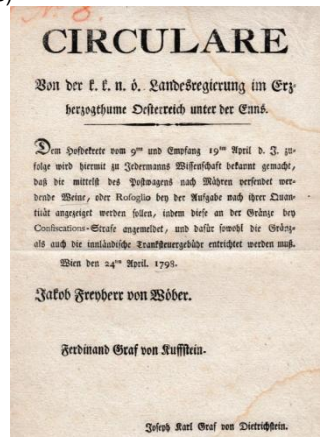 No 8.
CIRCULARE
Von der k. k. n. ö. Landesregierung im Erz-
herzogthume Oesterreich unter der Enns.
Dem Hofdekrete vom 9ten und Empfang 19ten April d. J. zu-
folge wird hiermit zu Jedermanns Wissenschaft bekannt gemacht,
daß die mittelst des Postwagens nach Mähren versendet wer-
dende Weine, oder Rosoglio bey der Aufgabe nach ihrer Quan-
tität angezeiget werden sollen, indem diese an der Gränze bey
Confiscations-Strafe angemeldet, und dafür sowohl die Gränz-
als auch die innländische Tranksteuergebühr entrichtet werden muß.
Wien den 24ten April. 1798.
Jakob Freyherr von Wöber.
Ferdinand Graf von Kuffstein.
Joseph Karl Graf von Dietrichstein.